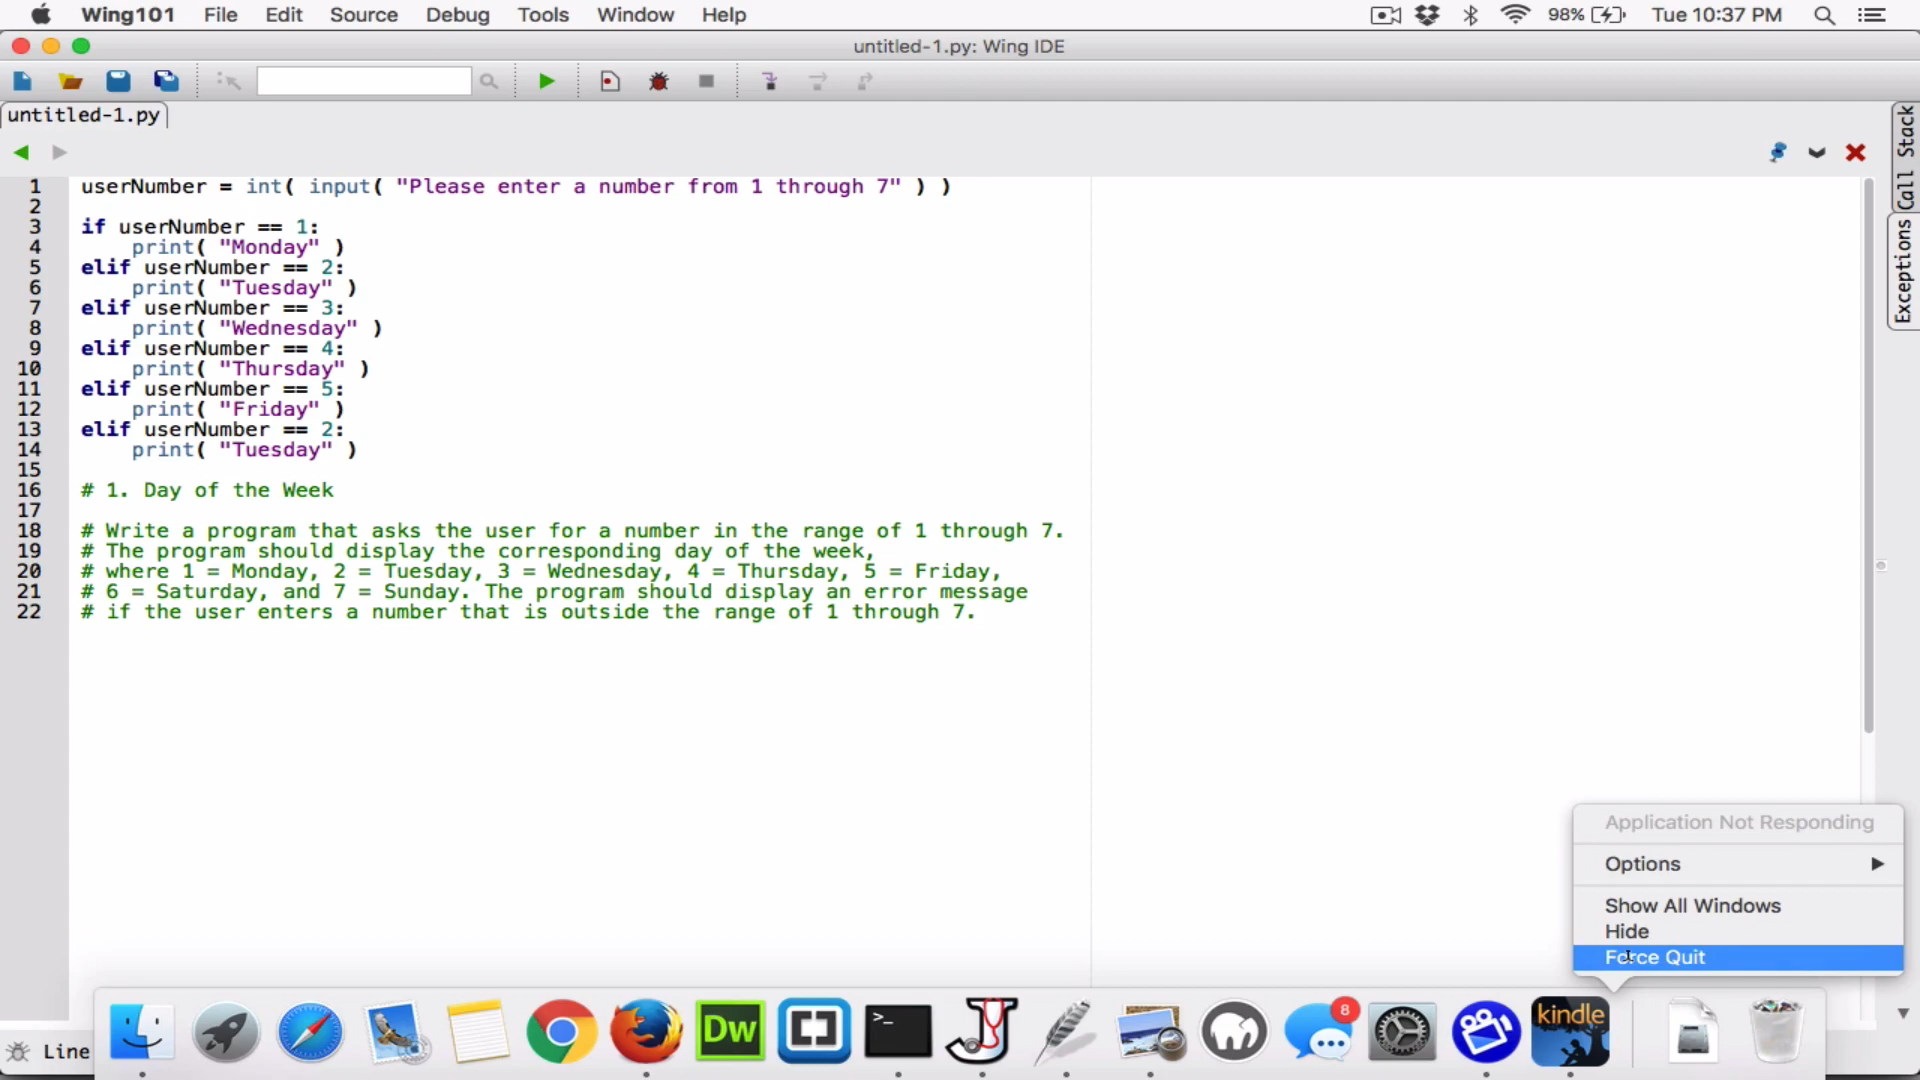 Wing101 File Edit Source Debug Tools Window Help 98% Tue 10:37 PM
untitled-1.py: Wing IDE
untitled-1.py
Call Stack
Exceptions
1 userNumber = int( input( "Please enter a number from 1 through 7" ) )
2
3 if userNumber == 1:
4 print( "Monday" )
5 elif userNumber == 2:
6 print( "Tuesday" )
7 elif userNumber == 3:
8 print( "Wednesday" )
9 elif userNumber == 4:
10 print( "Thursday" )
11 elif userNumber == 5:
12 print( "Friday" )
13 elif userNumber == 2:
14 print( "Tuesday" )
15
16 # 1. Day of the Week
17
18 # Write a program that asks the user for a number in the range of 1 through 7.
19 # The program should display the corresponding day of the week,
20 # where 1 = Monday, 2 = Tuesday, 3 = Wednesday, 4 = Thursday, 5 = Friday,
21 # 6 = Saturday, and 7 = Sunday. The program should display an error message
22 # if the user enters a number that is outside the range of 1 through 7.
Application Not Responding
Options
Show All Windows
Hide
Force Quit
Dw
>_
8
kindle
Line